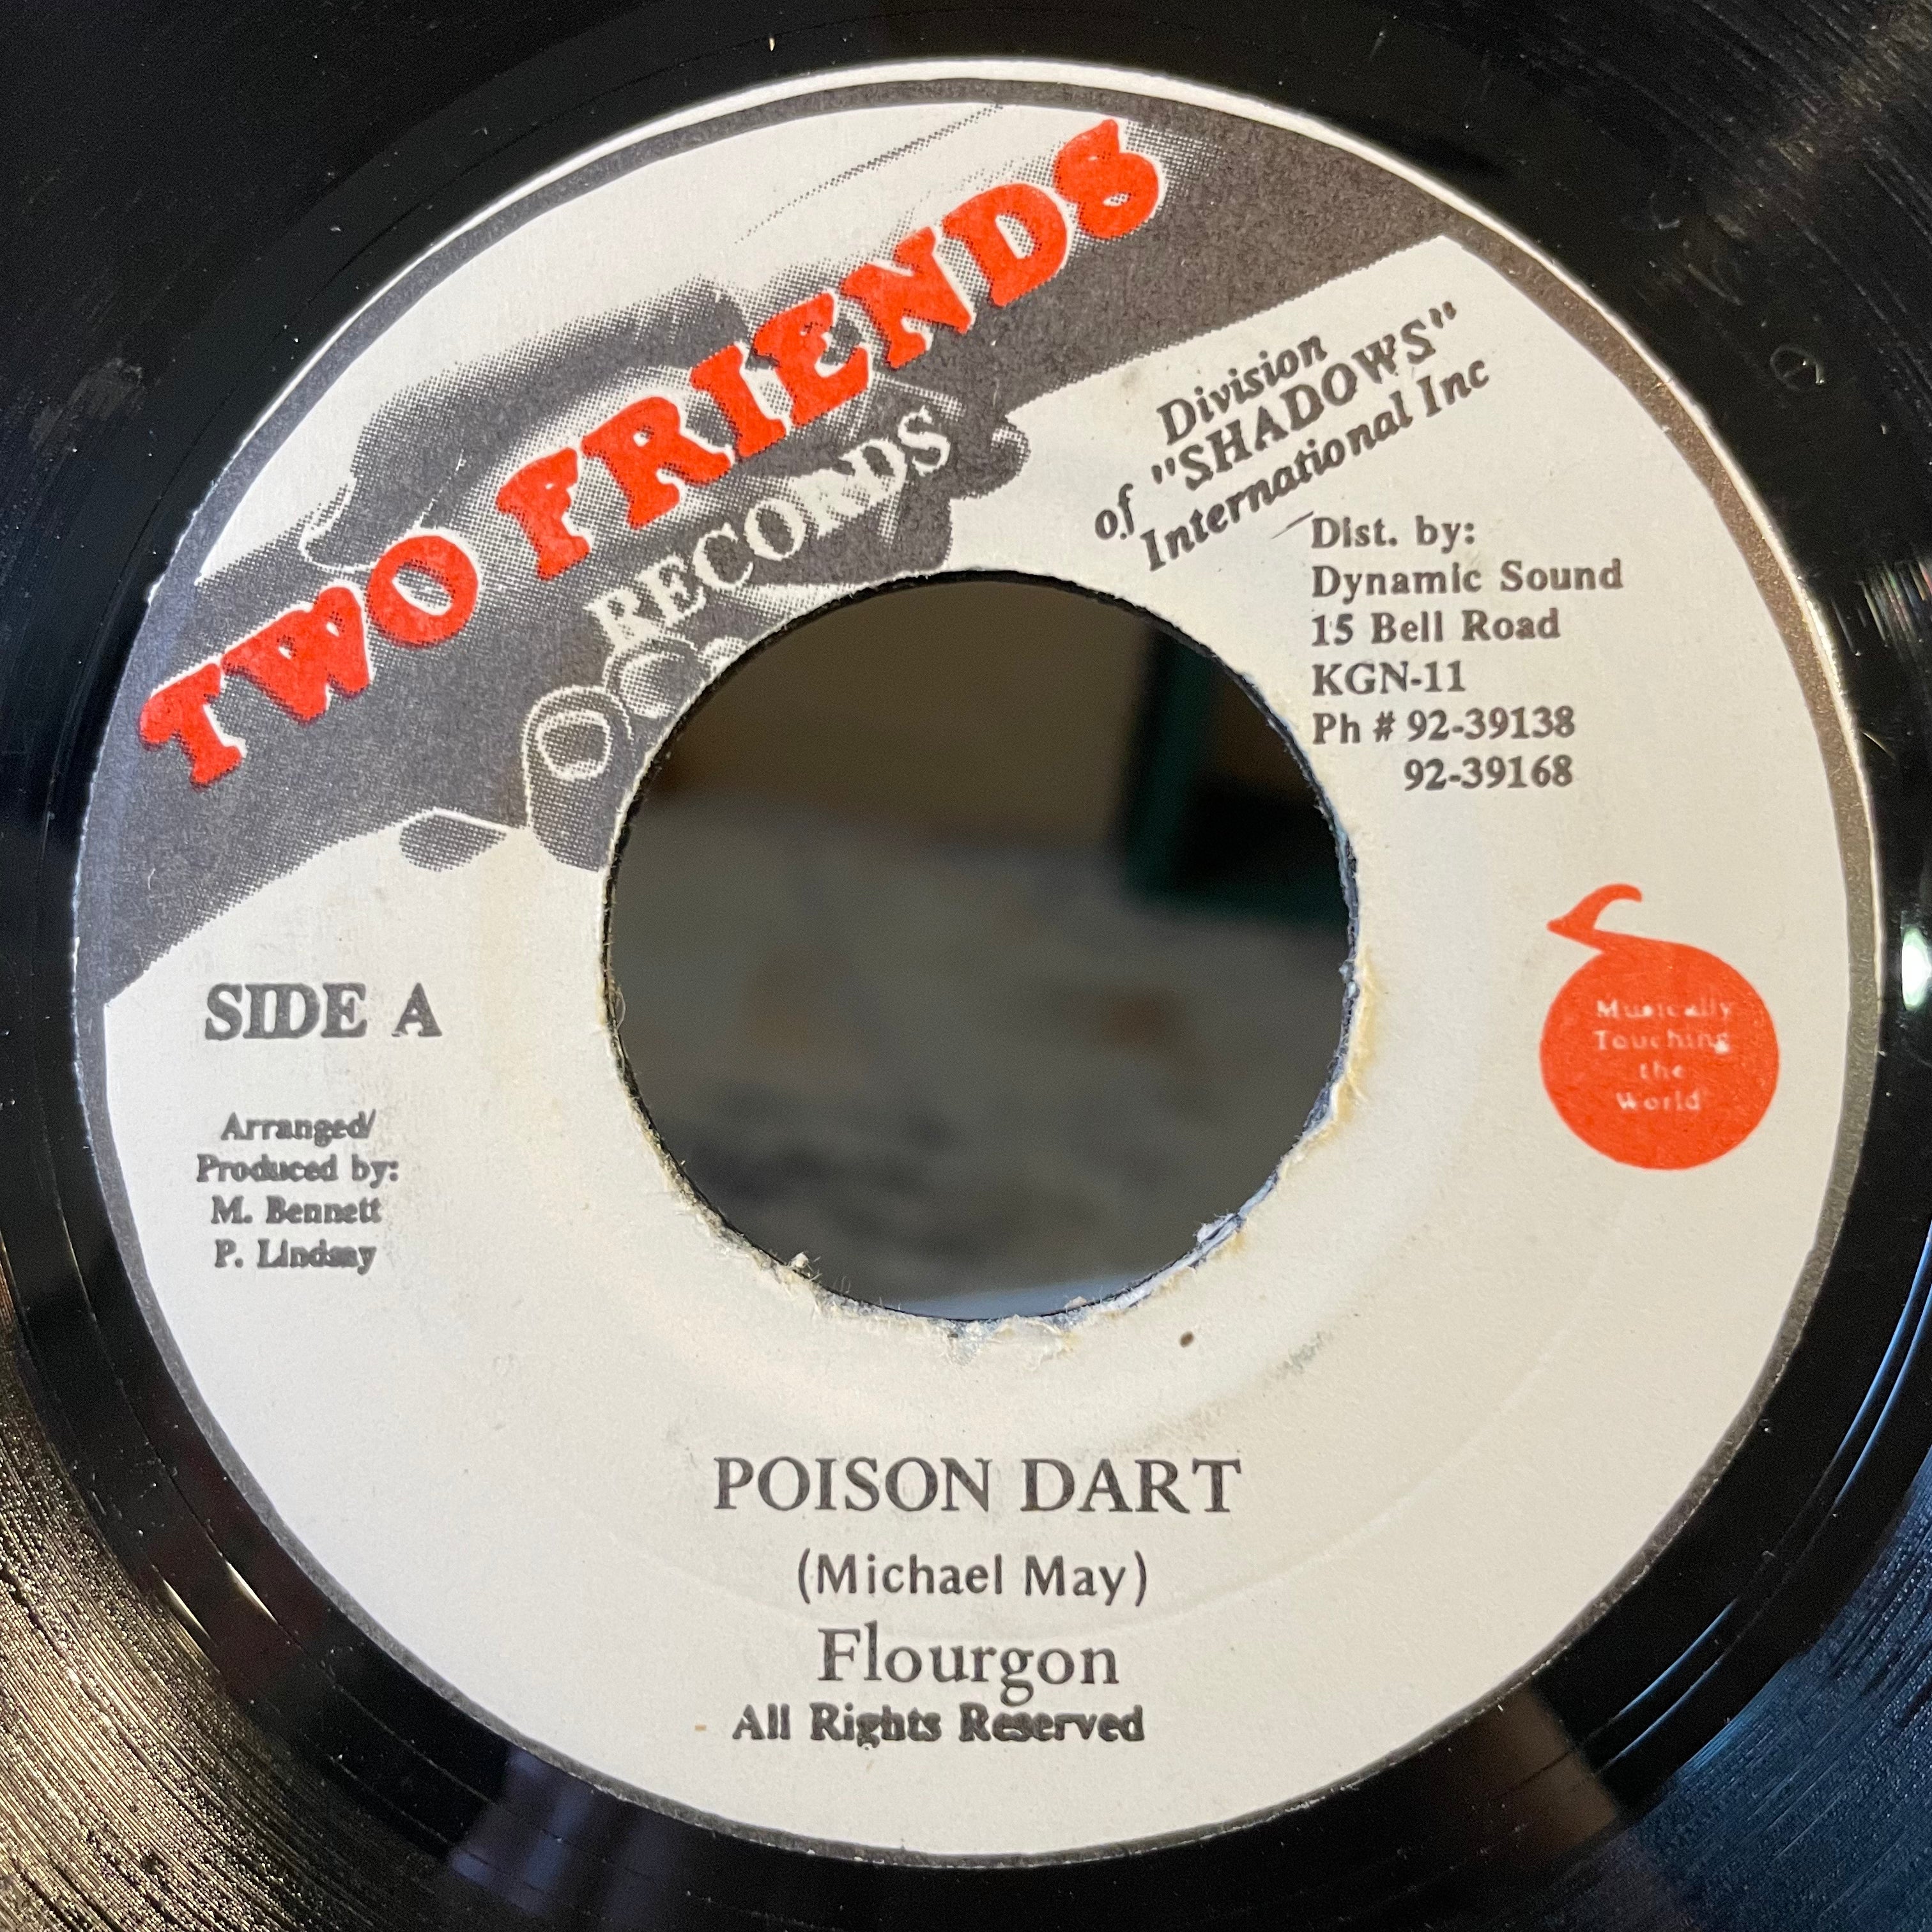 TWO FRIENDS
RECORDS
Division
of "SHADOWS"
International Inc
Dist. by:
Dynamic Sound
15 Bell Road
KGN-11
Ph # 92-39138
92-39168
SIDE A
Arranged/
Produced by:
M. Bennett
P. Lindsay
Musically
Touching
the
World
POISON DART
(Michael May)
Flourgon
All Rights Reserved